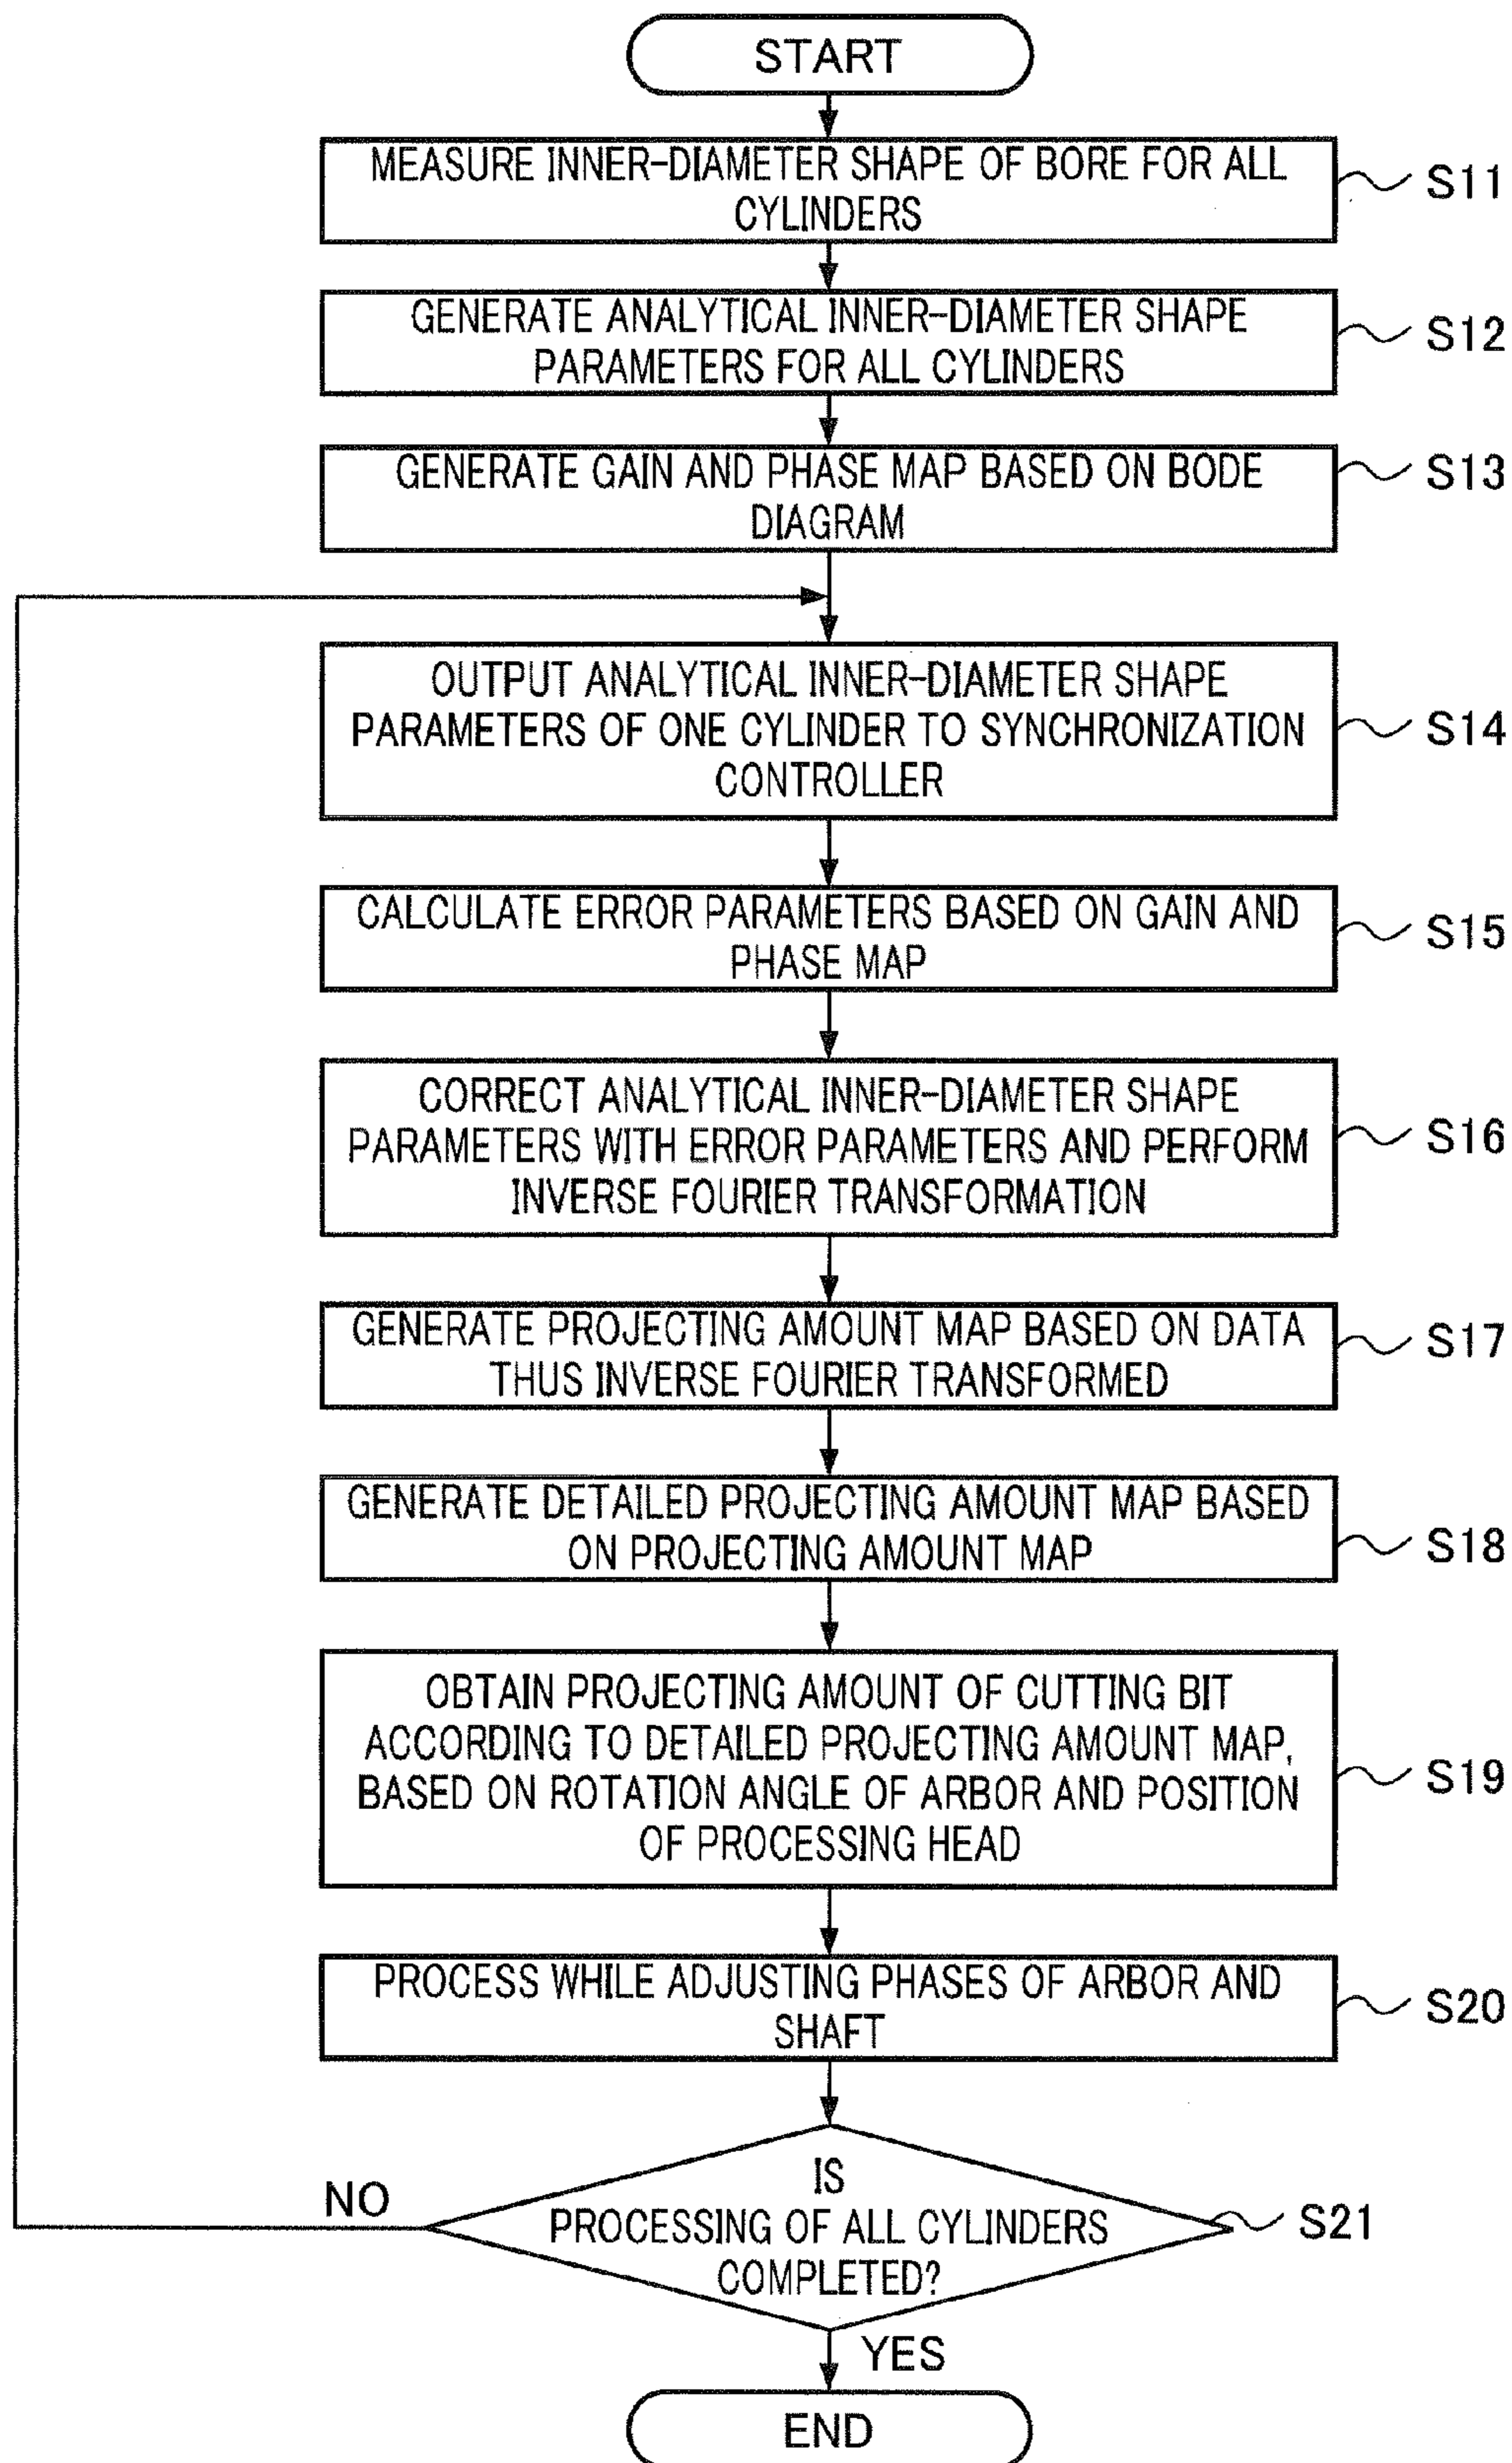 START
MEASURE INNER-DIAMETER SHAPE OF BORE FOR ALL
CYLINDERS
S11
GENERATE ANALYTICAL INNER-DIAMETER SHAPE
PARAMETERS FOR ALL CYLINDERS
S12
GENERATE GAIN AND PHASE MAP BASED ON BODE
DIAGRAM
S13
OUTPUT ANALYTICAL INNER-DIAMETER SHAPE
PARAMETERS OF ONE CYLINDER TO SYNCHRONIZATION
CONTROLLER
S14
CALCULATE ERROR PARAMETERS BASED ON GAIN AND
PHASE MAP
S15
CORRECT ANALYTICAL INNER-DIAMETER SHAPE
PARAMETERS WITH ERROR PARAMETERS AND PERFORM
INVERSE FOURIER TRANSFORMATION
S16
GENERATE PROJECTING AMOUNT MAP BASED ON DATA
THUS INVERSE FOURIER TRANSFORMED
S17
GENERATE DETAILED PROJECTING AMOUNT MAP BASED
ON PROJECTING AMOUNT MAP
S18
OBTAIN PROJECTING AMOUNT OF CUTTING BIT
ACCORDING TO DETAILED PROJECTING AMOUNT MAP,
BASED ON ROTATION ANGLE OF ARBOR AND POSITION
OF PROCESSING HEAD
S19
PROCESS WHILE ADJUSTING PHASES OF ARBOR AND
SHAFT
S20
IS
PROCESSING OF ALL CYLINDERS
COMPLETED?
S21
NO
YES
END